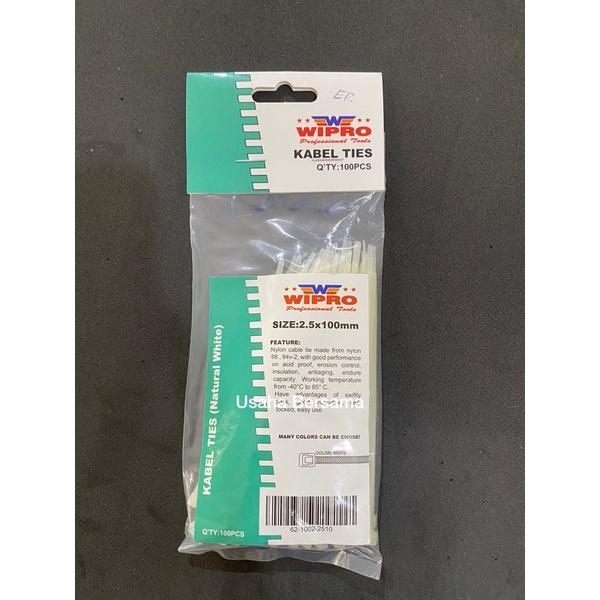 ER
W
WIPRO
Professional Tools
KABEL TIES
Q'TY:100PCS
W
WIPRO
Professional Tools
SIZE:2.5x100mm
FEATURE:
Nylon cable tie made from nylon
66 , 94v-2, with good performance
on acid proof, erosion control,
insulation, antiaging, endure
capacity. Working temperature
from -40°C to 85° C.
Have advantages of swiftly
locked, easy use
Usaha Bersama
MANY COLORS CAN BE CHOSE!
COLOR: WHITE
62-1002-2510
KABEL TIES (Natural White)
Q'TY:100PCS